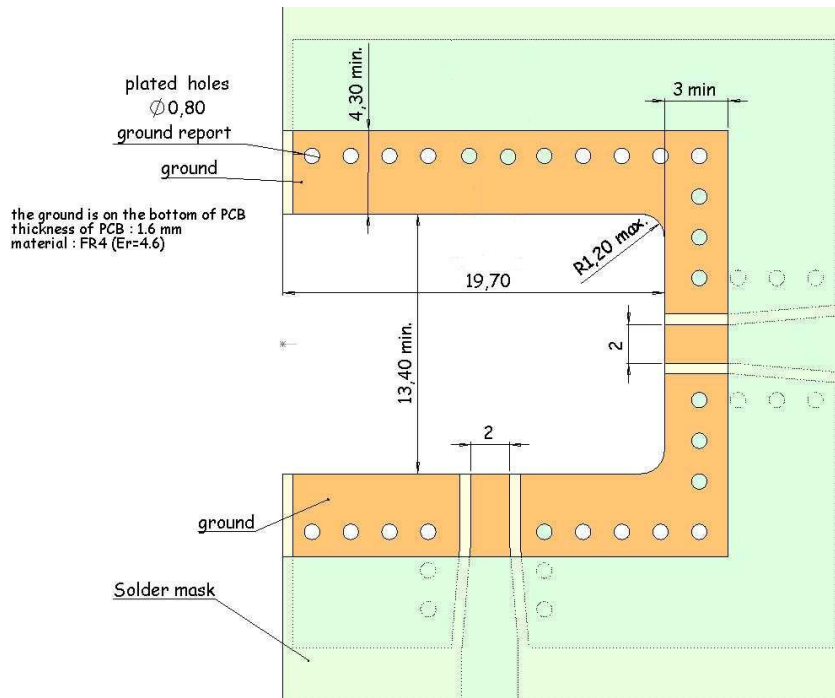 plated holes
∅0,80
ground report
ground
the ground is on the bottom of PCB
thickness of PCB : 1.6 mm
material : FR4 (Er=4.6)
4,30 min.
3 min
R1,20 max.
19,70
13,40 min.
2
2
ground
Solder mask